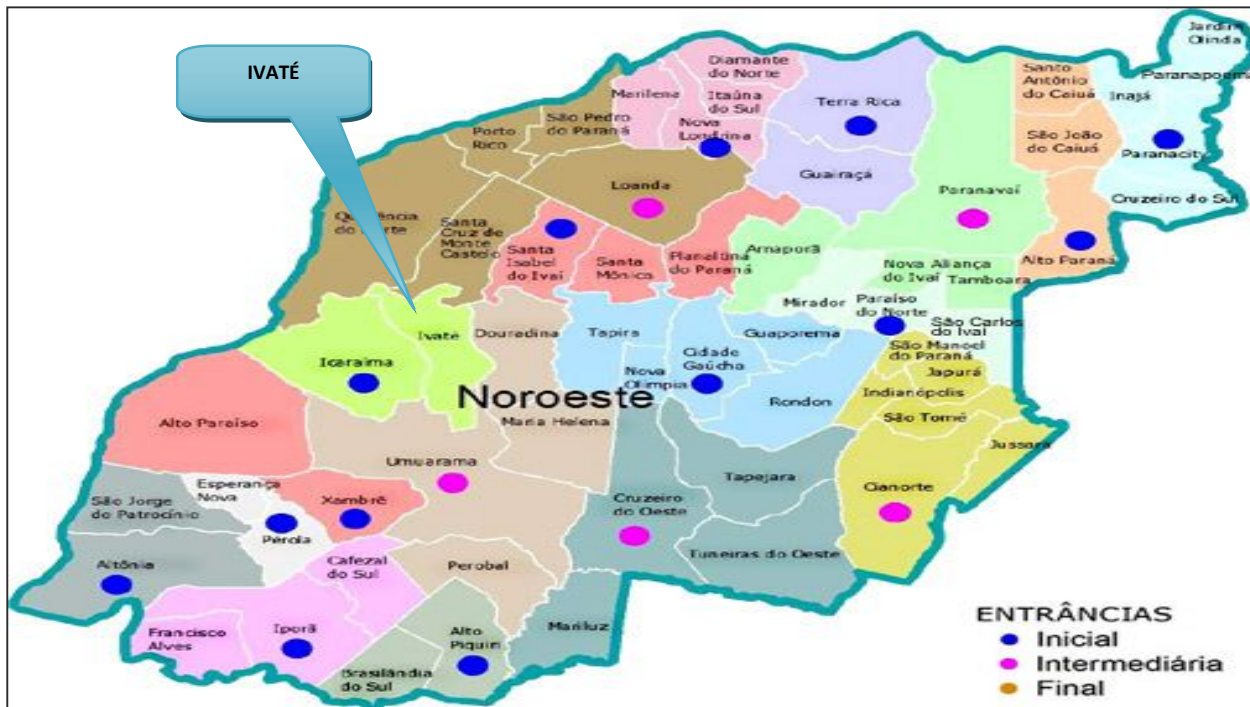 IVATÉ
Jardim
Olinda
Diamante
do Norte
Santo
Antônio
do Caiuá
Paranapoema
Marilena
Itaúna
do Sul
Terra Rica
Inajá
São Pedro
do Paraná
Nova
Londrina
Porto
Rico
São João
do Caiuá
Paranacity
Guairaçá
Loanda
Paranavaí
Cruzeiro do Sul
Querência
do Norte
Santa
Cruz de
Monte
Castelo
Santa
Isabel
do Ivaí
Santa
Mônica
Planaltina
do Paraná
Amaporã
Alto Paraná
Nova Aliança
do Ivaí
Tamboara
Mirador
Paraíso
do Norte
São Carlos
do Ivaí
Ivaté
Douradina
Tapira
Guaporema
São Manoel
do Paraná
Icaraíma
Cidade
Gaúcho
Japurá
Nova
Olímpia
Indianópolis
Noroeste
Rondon
São Tomé
Alto Paraíso
Maria Helena
Jussara
Umuarama
Tapejara
Esperança
Nova
São Jorge
do Patrocínio
Xambrê
Cruzeiro
do Oeste
Cianorte
Pérola
Tuneiras do Oeste
Altônia
Cafezal
do Sul
Perobal
Francisco
Alves
Iporã
Alto
Piquiri
Mariluz
Brasilândia
do Sul
ENTRÂNCIAS
Inicial
Intermediária
Final